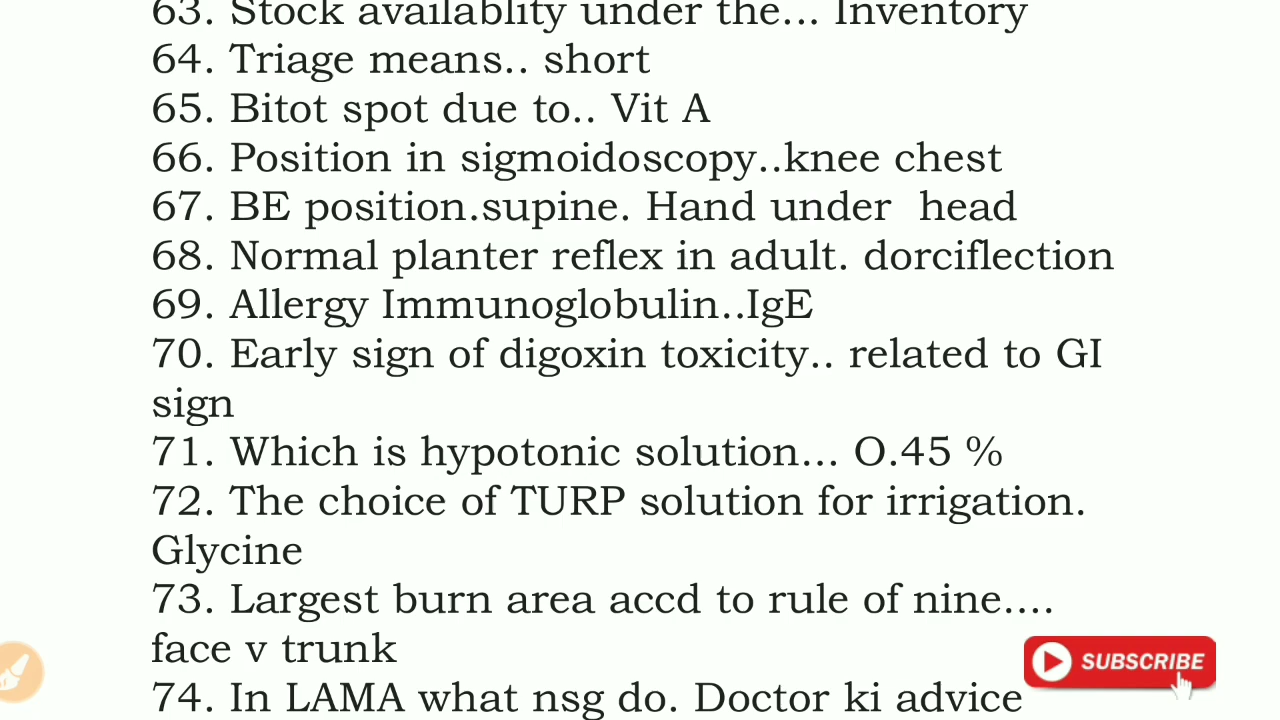 63. Stock availablity under the... Inventory
64. Triage means.. short
65. Bitot spot due to.. Vit A
66. Position in sigmoidoscopy..knee chest
67. BE position.supine. Hand under  head
68. Normal planter reflex in adult. dorciflection
69. Allergy Immunoglobulin..IgE
70. Early sign of digoxin toxicity.. related to GI
sign
71. Which is hypotonic solution... O.45 %
72. The choice of TURP solution for irrigation.
Glycine
73. Largest burn area accd to rule of nine....
face v trunk
SUBSCRIBE
74. In LAMA what nsg do. Doctor ki advice